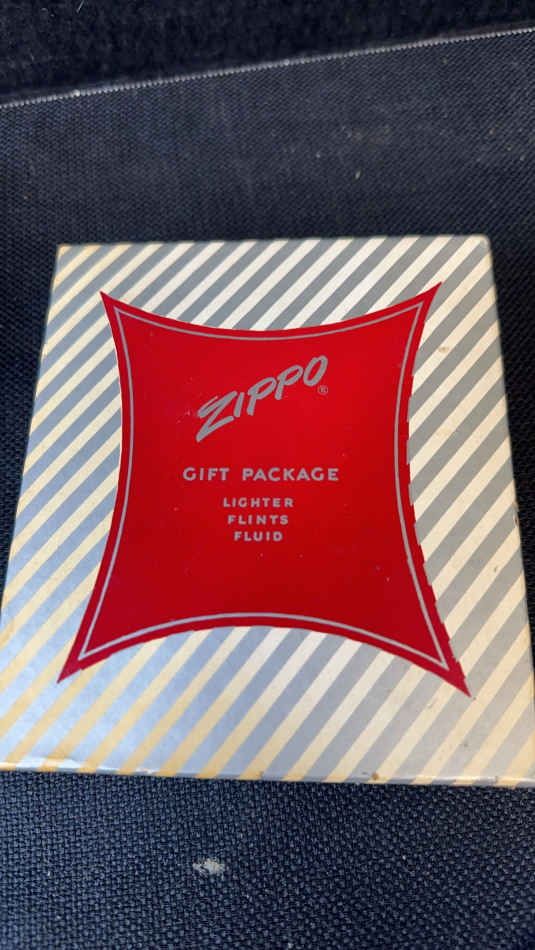 ZIPPO®
GIFT PACKAGE
LIGHTER
FLINTS
FLUID